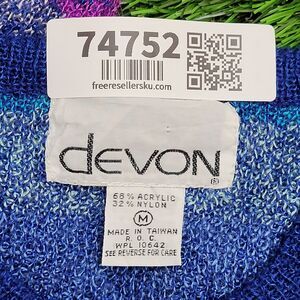 74752
freeresellersku.com
devon®
68% ACRYLIC
32% NYLON
M
MADE IN TAIWAN
R. O. C.
WPL 10642
SEE REVERSE FOR CARE